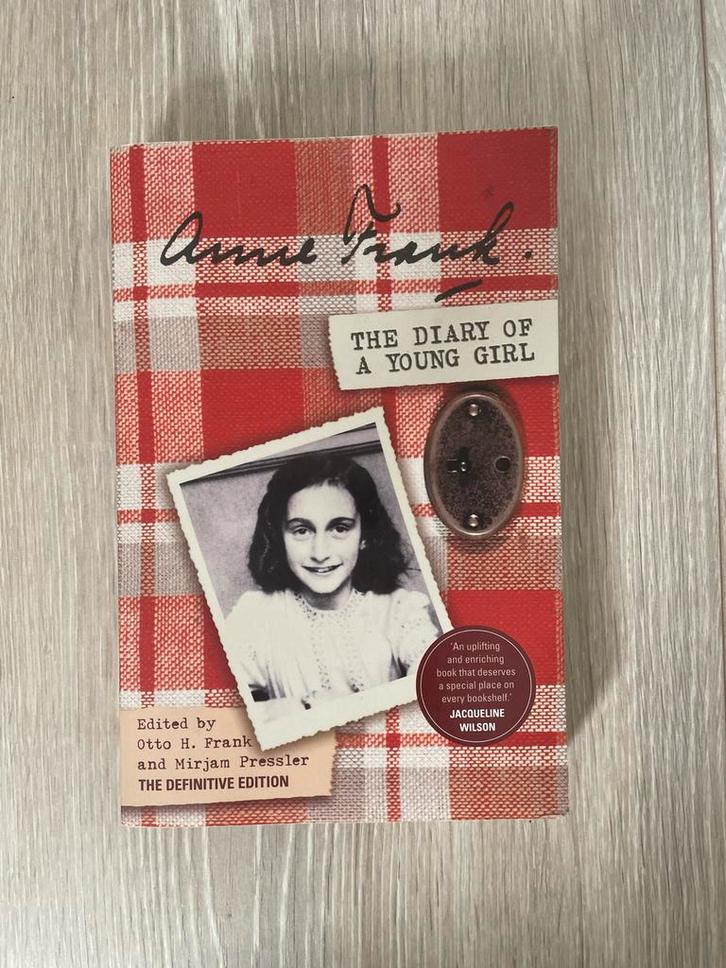 Anne Frank.
THE DIARY OF
A YOUNG GIRL
'An uplifting
and enriching
book that deserves
a special place on
every bookshelf.'
JACQUELINE
WILSON
Edited by
Otto H. Frank
and Mirjam Pressler
THE DEFINITIVE EDITION